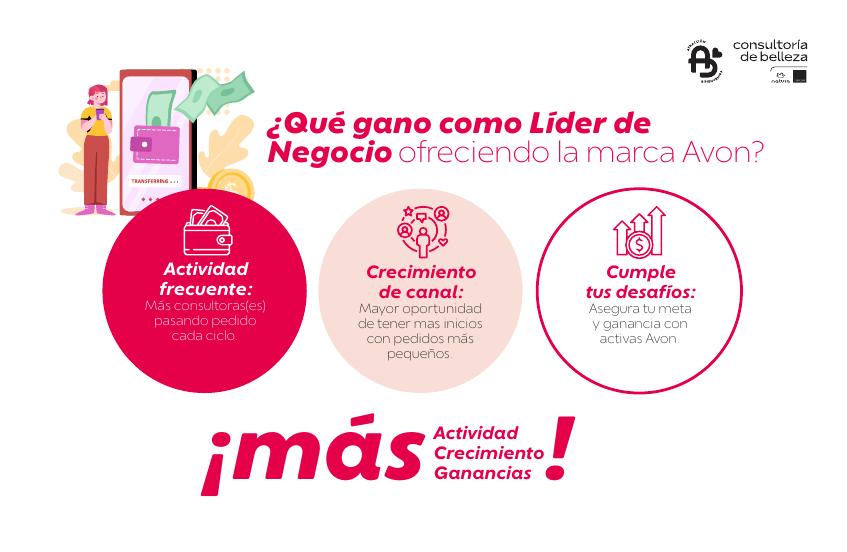 consultoría
de belleza
natura
¿Qué gano como Líder de
Negocio ofreciendo la marca Avon?
TRANSFERRING...
Actividad
frecuente:
Más consultoras(es)
pasando pedido
cada ciclo.
Crecimiento
de canal:
Mayor oportunidad
de tener mas inicios
con pedidos más
pequeños.
Cumple
tus desafíos:
Asegura tu meta
y ganancia con
activas Avon.
¡más
Actividad
Crecimiento
Ganancias
!